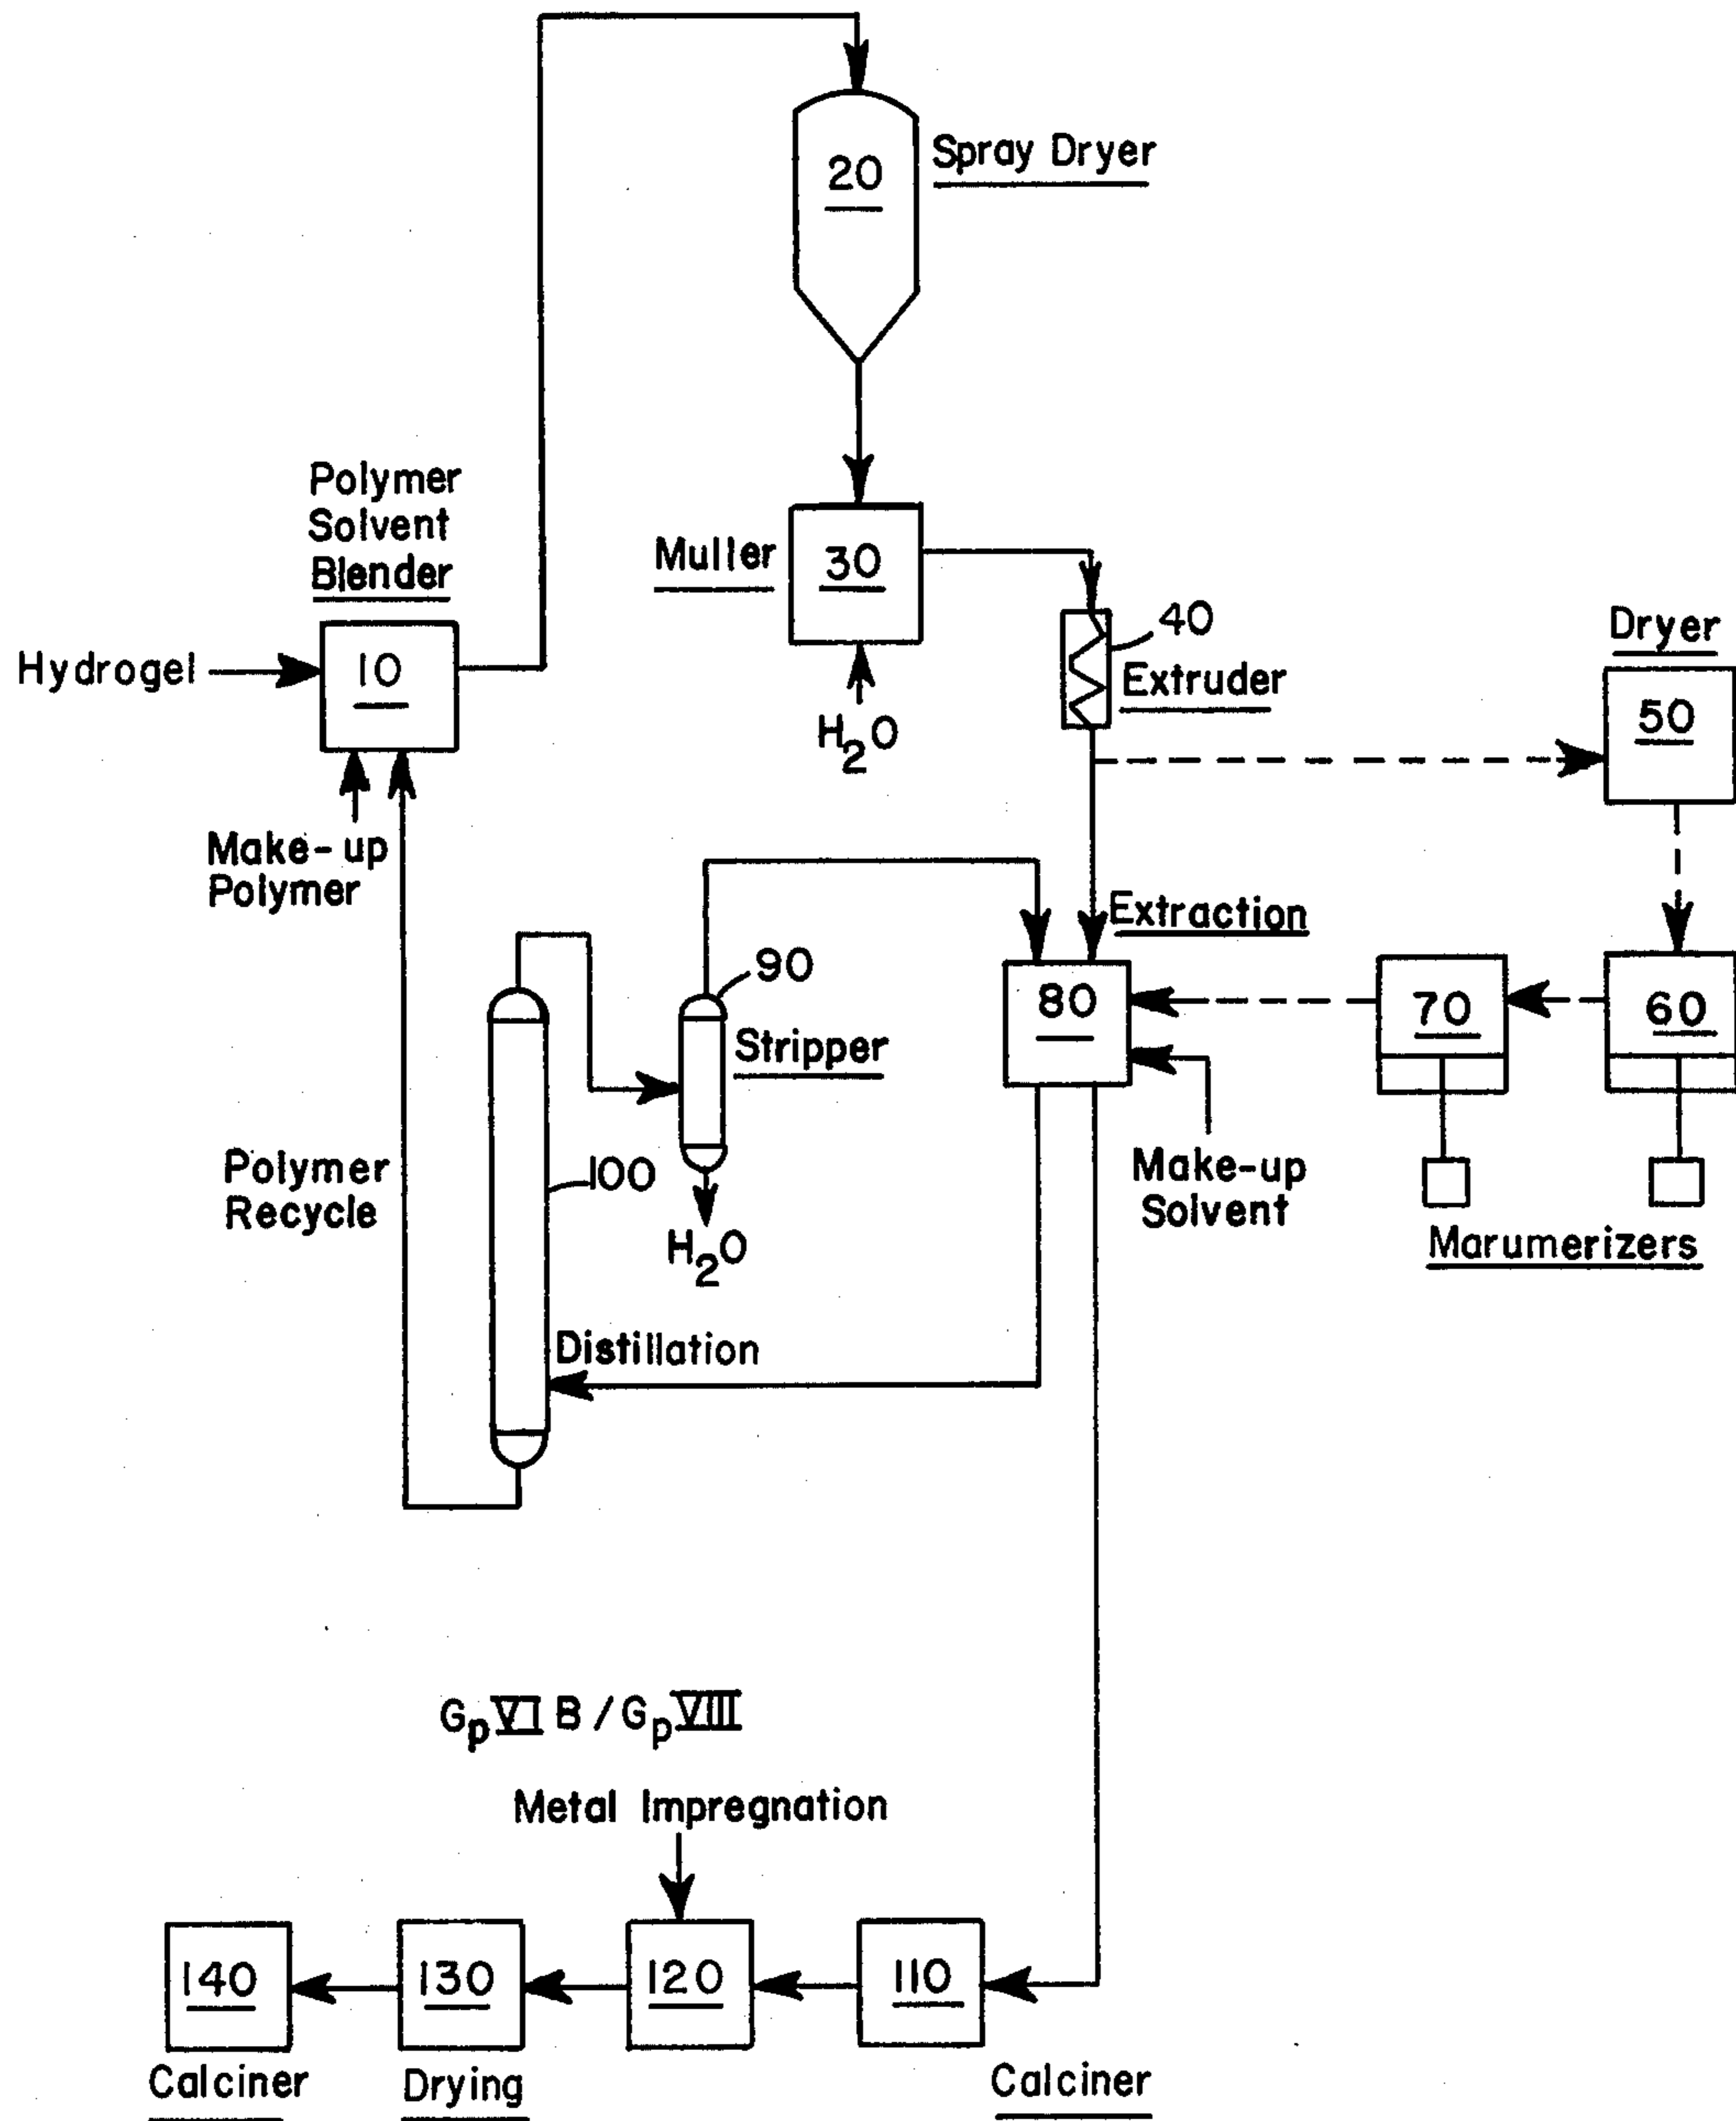 20
Spray Dryer
Polymer
Solvent
Blender
Muller
30
40
Extruder
Dryer
Hydrogel
10
H2O
50
Make-up
Polymer
Extraction
90
80
70
60
Stripper
Polymer
Recycle
100
H2O
Make-up
Solvent
Marumerizers
Distillation
GpVIB/GpVIII
Metal Impregnation
140
130
120
110
Calciner
Drying
Calciner